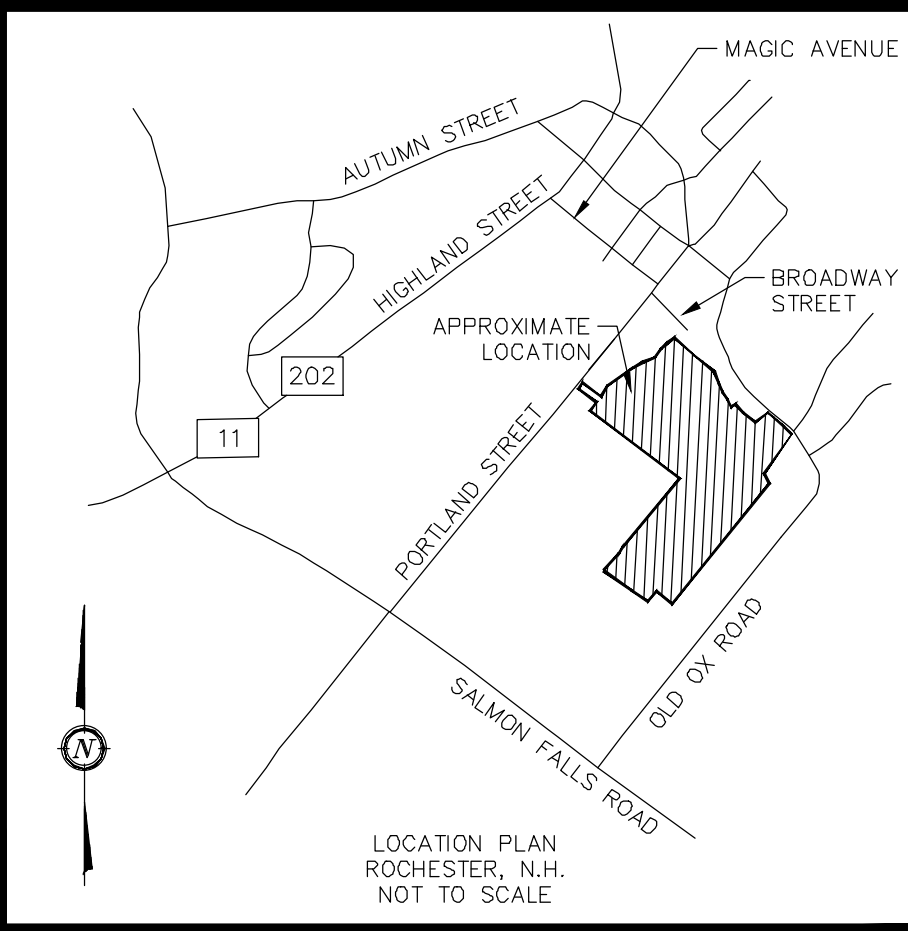 MAGIC AVENUE
AUTUMN STREET
HIGHLAND STREET
BROADWAY
STREET
APPROXIMATE
LOCATION
202
11
PORTLAND STREET
OLD OX ROAD
SALMON FALLS ROAD
N
LOCATION PLAN
ROCHESTER, N.H.
NOT TO SCALE